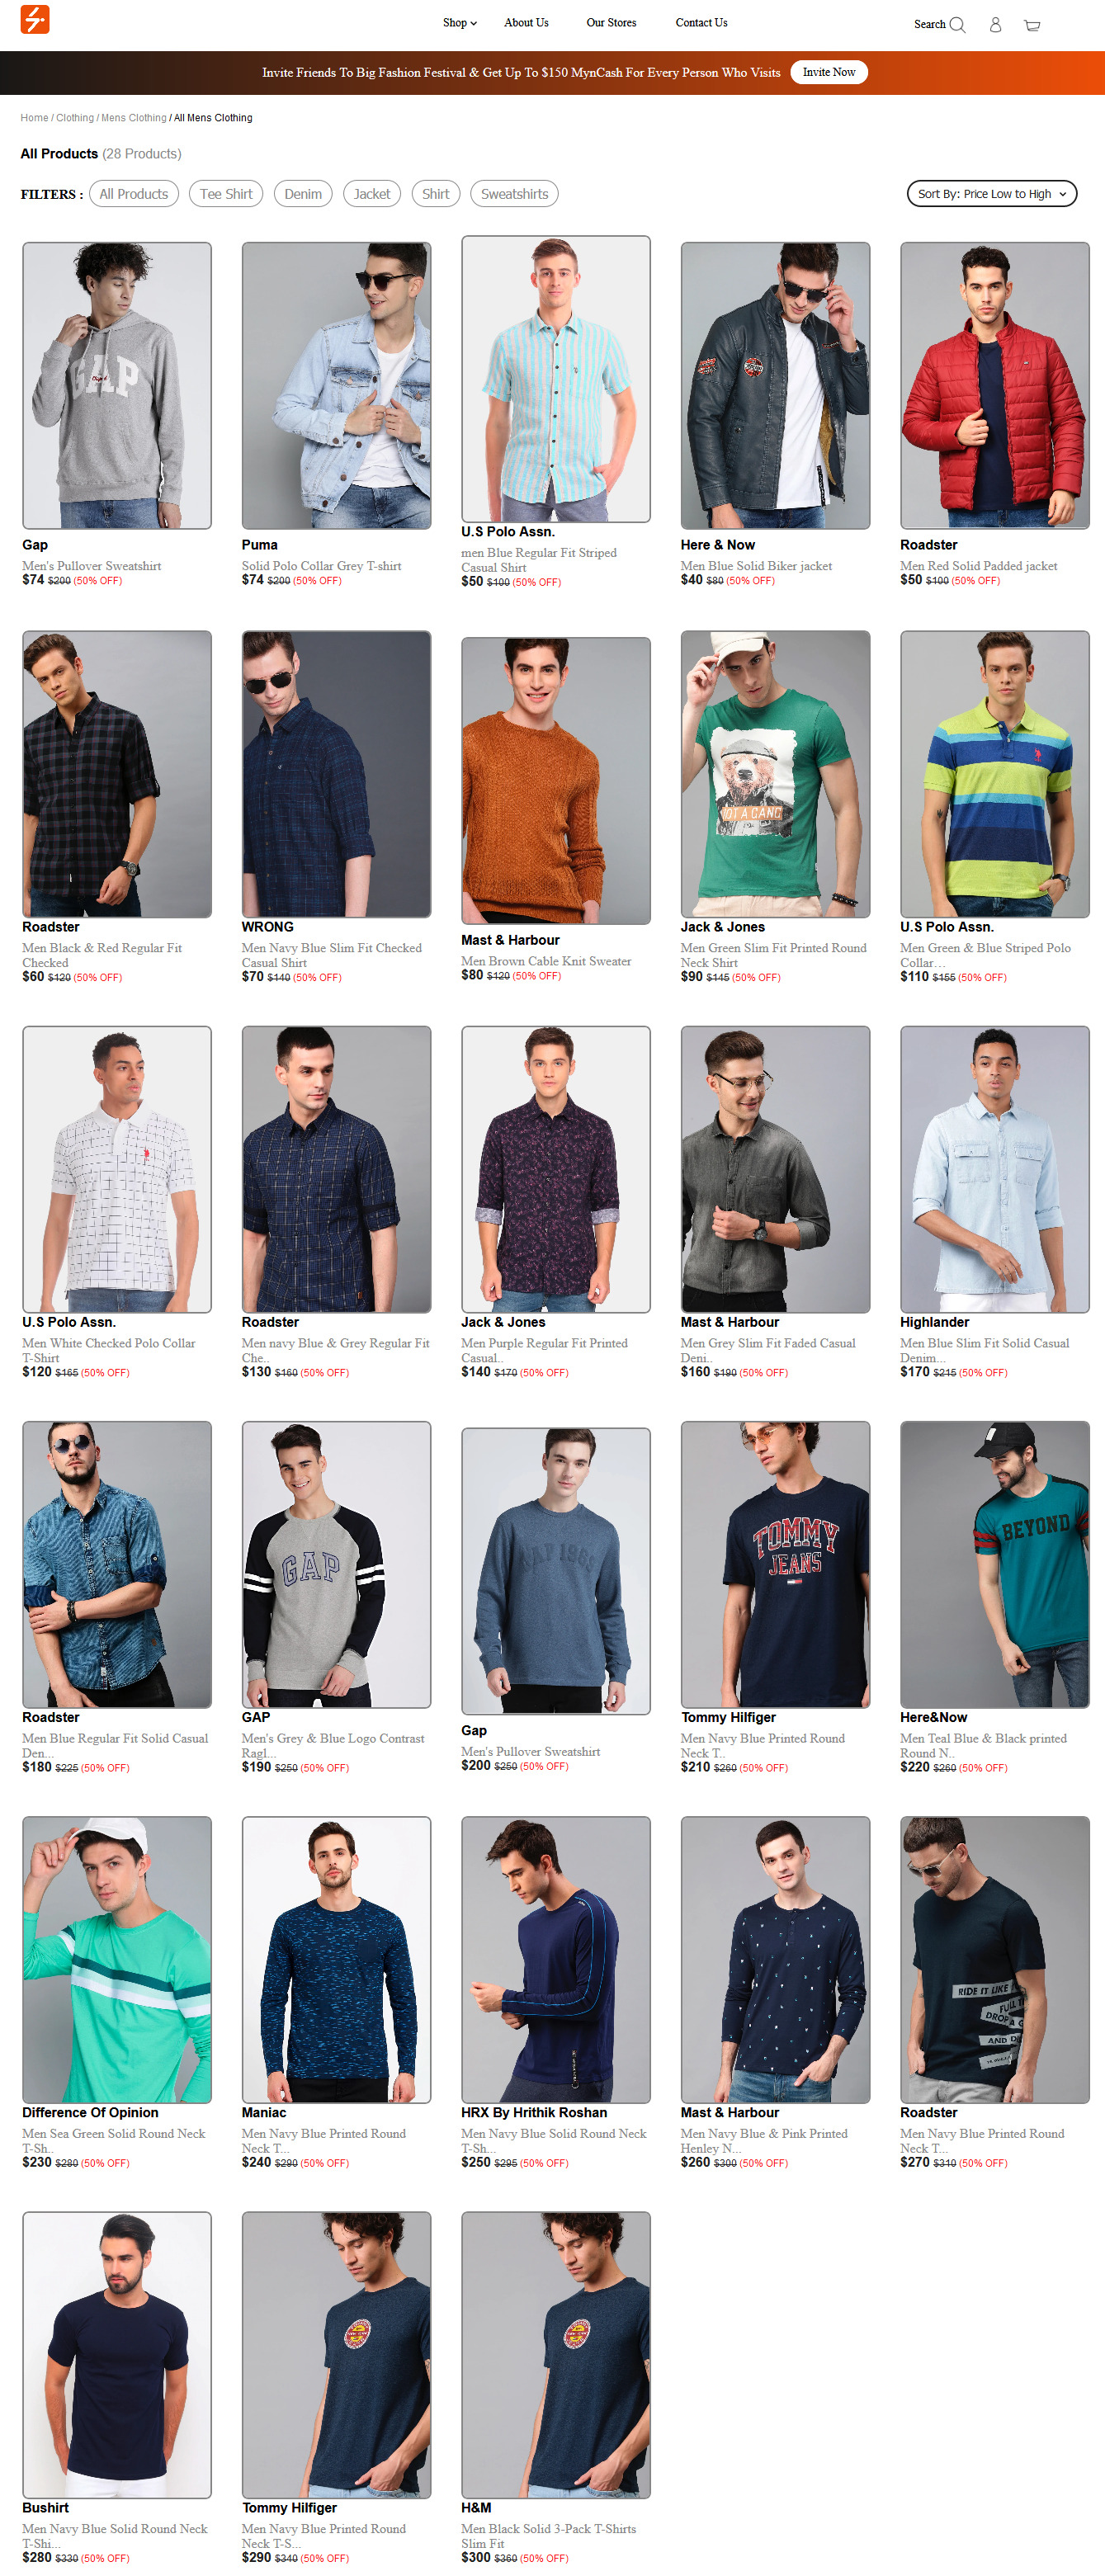 Shop About Us Our Stores Contact Us Search
Invite Friends To Big Fashion Festival & Get Up To $150 MynCash For Every Person Who Visits Invite Now
Home / Clothing / Mens Clothing / All Mens Clothing
All Products (28 Products)
FILTERS : All Products Tee Shirt Denim Jacket Shirt Sweatshirts Sort By: Price Low to High
GAP
Gap
Men's Pullover Sweatshirt
$74 $200 (50% OFF)
Puma
Solid Polo Collar Grey T-shirt
$74 $200 (50% OFF)
U.S Polo Assn.
men Blue Regular Fit Striped
Casual Shirt
$50 $100 (50% OFF)
Here & Now
Men Blue Solid Biker jacket
$40 $80 (50% OFF)
Roadster
Men Red Solid Padded jacket
$50 $100 (50% OFF)
Roadster
Men Black & Red Regular Fit
Checked
$60 $120 (50% OFF)
WRONG
Men Navy Blue Slim Fit Checked
Casual Shirt
$70 $140 (50% OFF)
Mast & Harbour
Men Brown Cable Knit Sweater
$80 $120 (50% OFF)
NOT A GANG
Jack & Jones
Men Green Slim Fit Printed Round
Neck Shirt
$90 $145 (50% OFF)
U.S Polo Assn.
Men Green & Blue Striped Polo
Collar...
$110 $155 (50% OFF)
U.S Polo Assn.
Men White Checked Polo Collar
T-Shirt
$120 $165 (50% OFF)
Roadster
Men navy Blue & Grey Regular Fit
Che..
$130 $160 (50% OFF)
Jack & Jones
Men Purple Regular Fit Printed
Casual..
$140 $170 (50% OFF)
Mast & Harbour
Men Grey Slim Fit Faded Casual
Deni..
$160 $190 (50% OFF)
Highlander
Men Blue Slim Fit Solid Casual
Denim...
$170 $215 (50% OFF)
Roadster
Men Blue Regular Fit Solid Casual
Den...
$180 $225 (50% OFF)
GAP
GAP
Men's Grey & Blue Logo Contrast
Ragl...
$190 $250 (50% OFF)
Gap
Men's Pullover Sweatshirt
$200 $250 (50% OFF)
TOMMY
JEANS
Tommy Hilfiger
Men Navy Blue Printed Round
Neck T..
$210 $260 (50% OFF)
BEYOND
Here&Now
Men Teal Blue & Black printed
Round N..
$220 $260 (50% OFF)
Difference Of Opinion
Men Sea Green Solid Round Neck
T-Sh..
$230 $280 (50% OFF)
Maniac
Men Navy Blue Printed Round
Neck T...
$240 $290 (50% OFF)
HRX By Hrithik Roshan
Men Navy Blue Solid Round Neck
T-Sh...
$250 $295 (50% OFF)
Mast & Harbour
Men Navy Blue & Pink Printed
Henley N...
$260 $300 (50% OFF)
RIDE IT LIKE
FULL T
DROP A G
AND D
Roadster
Men Navy Blue Printed Round
Neck T...
$270 $310 (50% OFF)
Bushirt
Men Navy Blue Solid Round Neck
T-Shi...
$280 $330 (50% OFF)
Tommy Hilfiger
Men Navy Blue Printed Round
Neck T-S...
$290 $340 (50% OFF)
H&M
Men Black Solid 3-Pack T-Shirts
Slim Fit
$300 $360 (50% OFF)